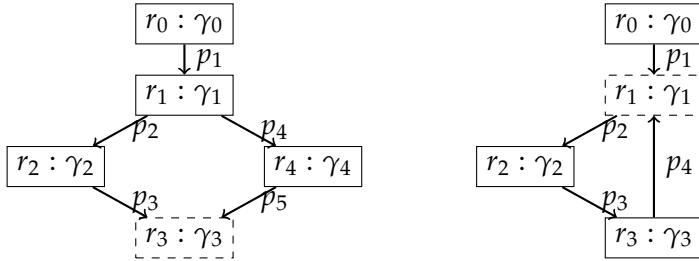 r₀ : γ₀ r₀ : γ₀
p₁ p₁
r₁ : γ₁ r₁ : γ₁
p₂ p₄ p₂
r₂ : γ₂ r₄ : γ₄ r₂ : γ₂ p₄
p₃ p₅ p₃
r₃ : γ₃ r₃ : γ₃